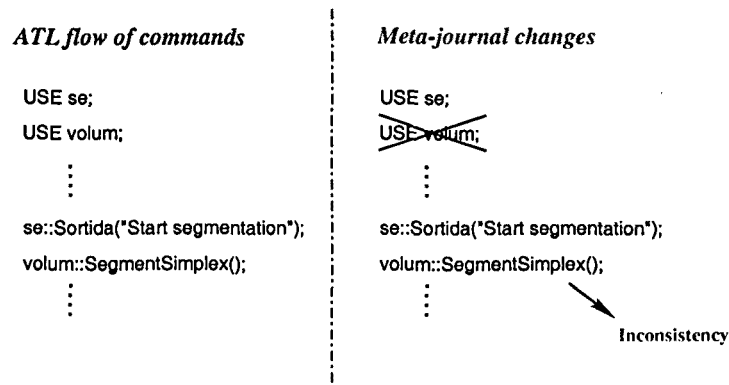 ATL flow of commands
USE se;
USE volum;
se::Sortida("Start segmentation");
volum::SegmentSimplex();
Meta-journal changes
USE se;
USE volum;
se::Sortida("Start segmentation");
volum::SegmentSimplex();
Inconsistency